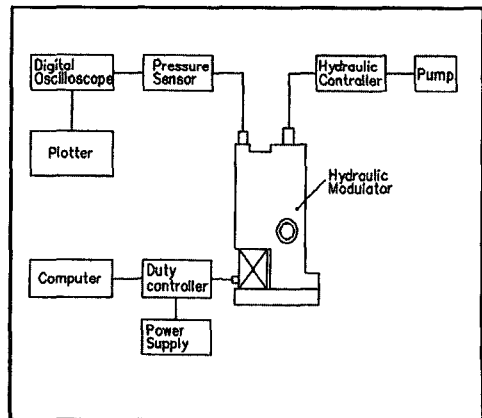 Digital
Oscilloscope
Pressure
Sensor
Hydraulic
Controller
Pump
Plotter
Hydraulic
Modulator
Computer
Duty
controller
Power
Supply